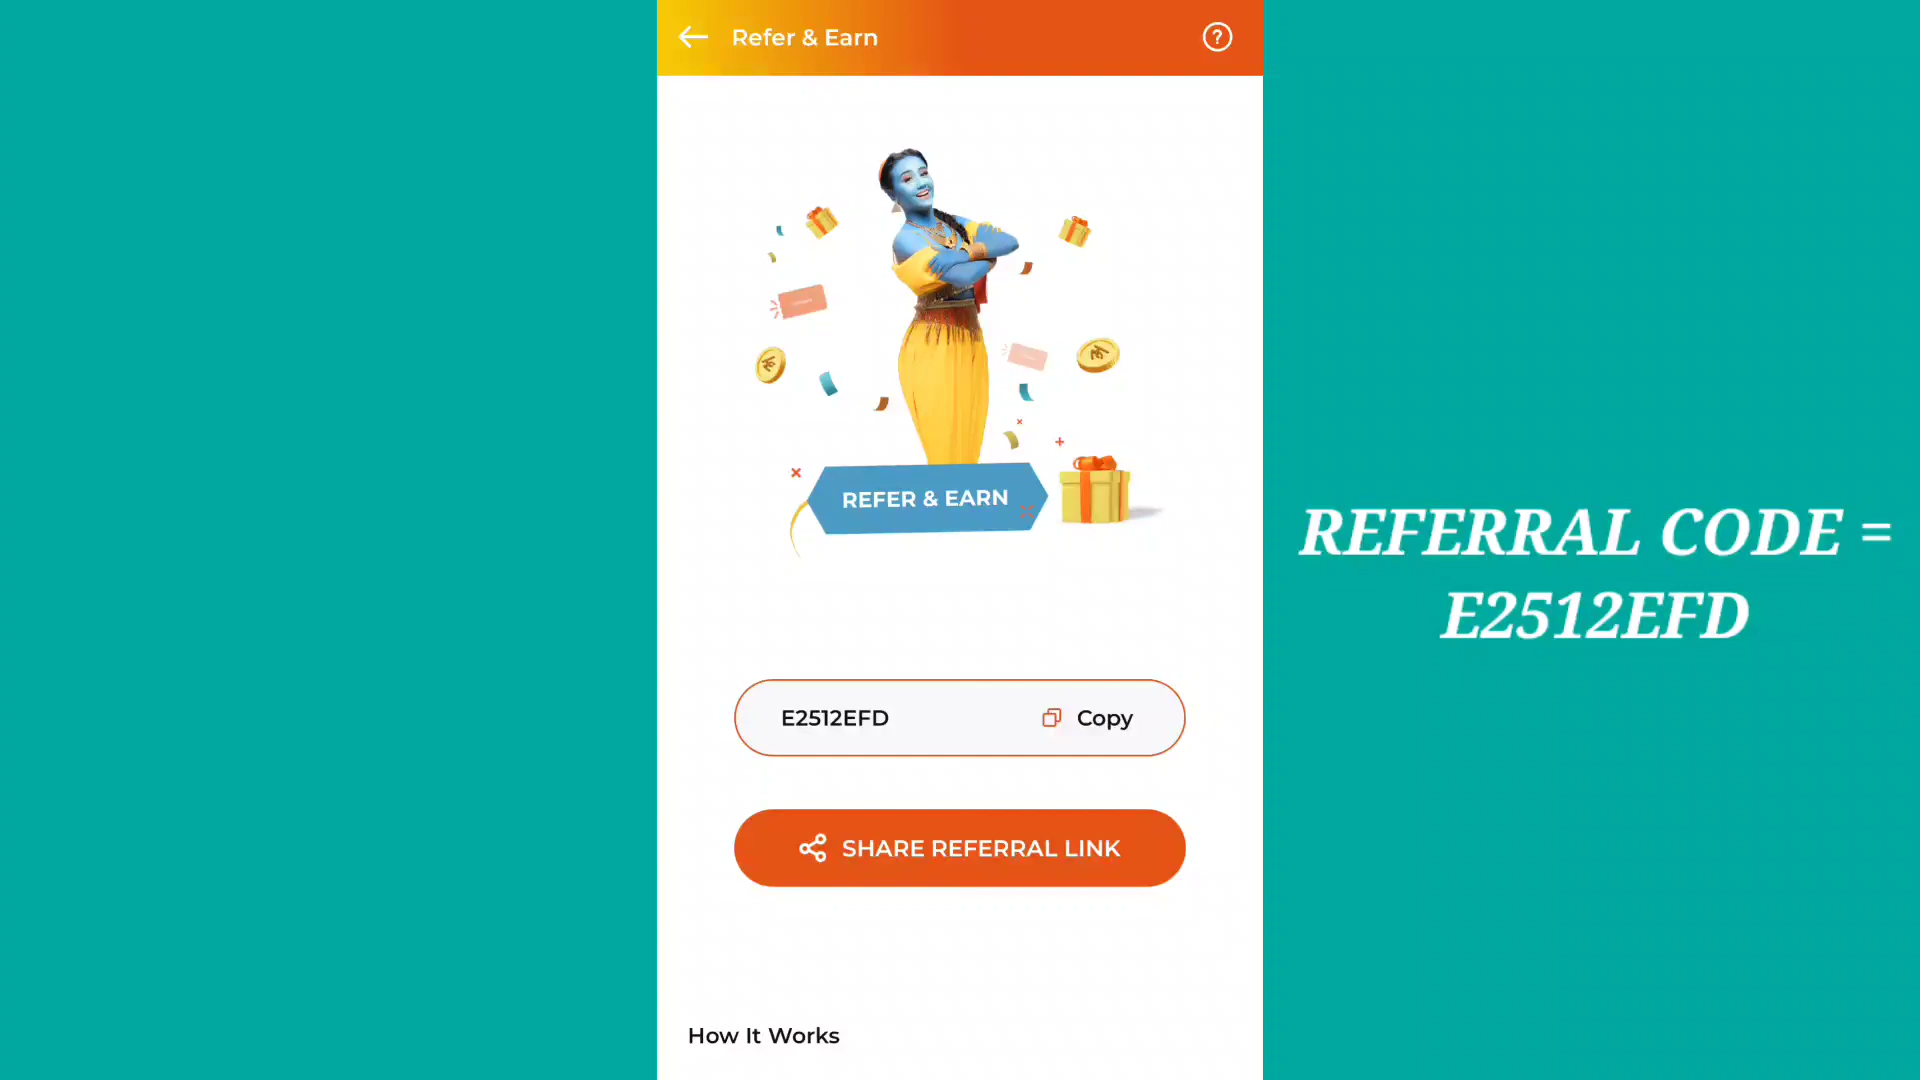 Refer & Earn
?
REFER & EARN
REFERRAL CODE =
E2512EFD
E2512EFD
Copy
SHARE REFERRAL LINK
How It Works